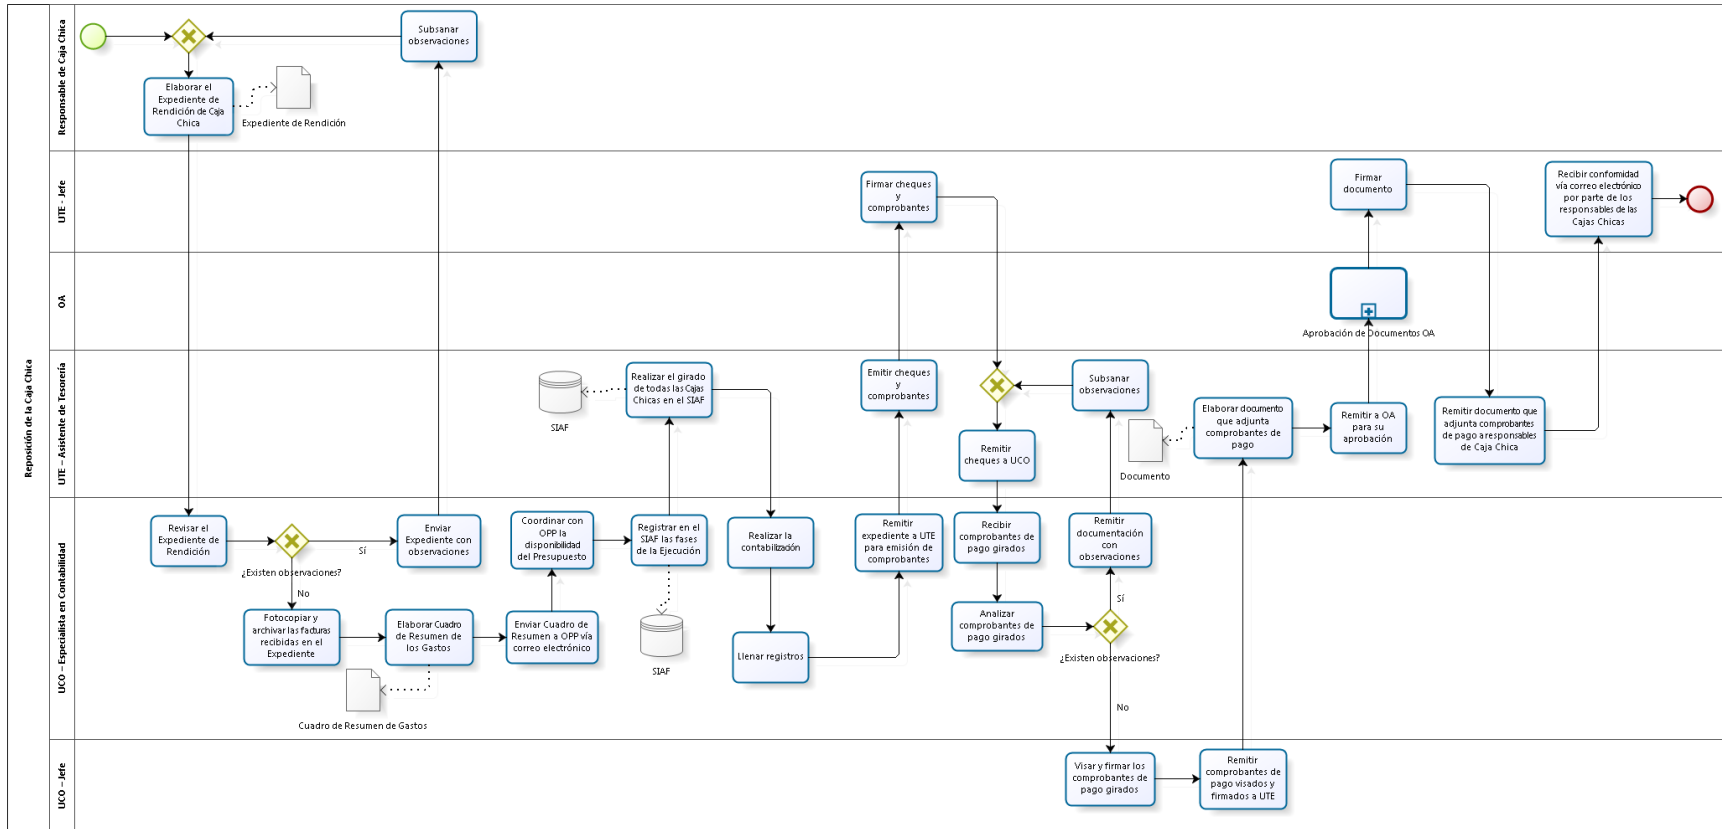 Reposición de la Caja Chica
Responsable de Caja Chica
Subsanar
observaciones
Elaborar el
Expediente de
Rendición de Caja
Chica
Expediente de Rendición
UTE - Jefe
Firmar cheques
y
comprobantes
Firmar
documento
Recibir conformidad
vía correo electrónico
por parte de los
responsables de las
Cajas Chicas
OA
Aprobación de Documentos OA
UTE – Asistente de Tesorería
SIAF
Realizar el girado
de todas las Cajas
Chicas en el SIAF
Emitir cheques
y
comprobantes
Remitir
cheques a UCO
Subsanar
observaciones
Documento
Elaborar documento
que adjunta
comprobantes de
pago
Remitir a OA
para su
aprobación
Remitir documento que
adjunta comprobantes
de pago a responsables
de Caja Chica
UCO – Especialista en Contabilidad
Revisar el
Expediente de
Rendición
¿Existen observaciones?
Sí
No
Enviar
Expediente con
observaciones
Fotocopiar y
archivar las facturas
recibidas en el
Expediente
Elaborar Cuadro
de Resumen de
los Gastos
Cuadro de Resumen de Gastos
Enviar Cuadro de
Resumen a OPP vía
correo electrónico
Coordinar con
OPP la
disponibilidad
del Presupuesto
Registrar en el
SIAF las fases
de la Ejecución
SIAF
Realizar la
contabilización
Llenar registros
Remitir
expediente a UTE
para emisión de
comprobantes
Recibir
comprobantes de
pago girados
Analizar
comprobantes de
pago girados
Remitir
documentación
con
observaciones
Sí
¿Existen observaciones?
No
UCO – Jefe
Visar y firmar los
comprobantes de
pago girados
Remitir
comprobantes de
pago visados y
firmados a UTE